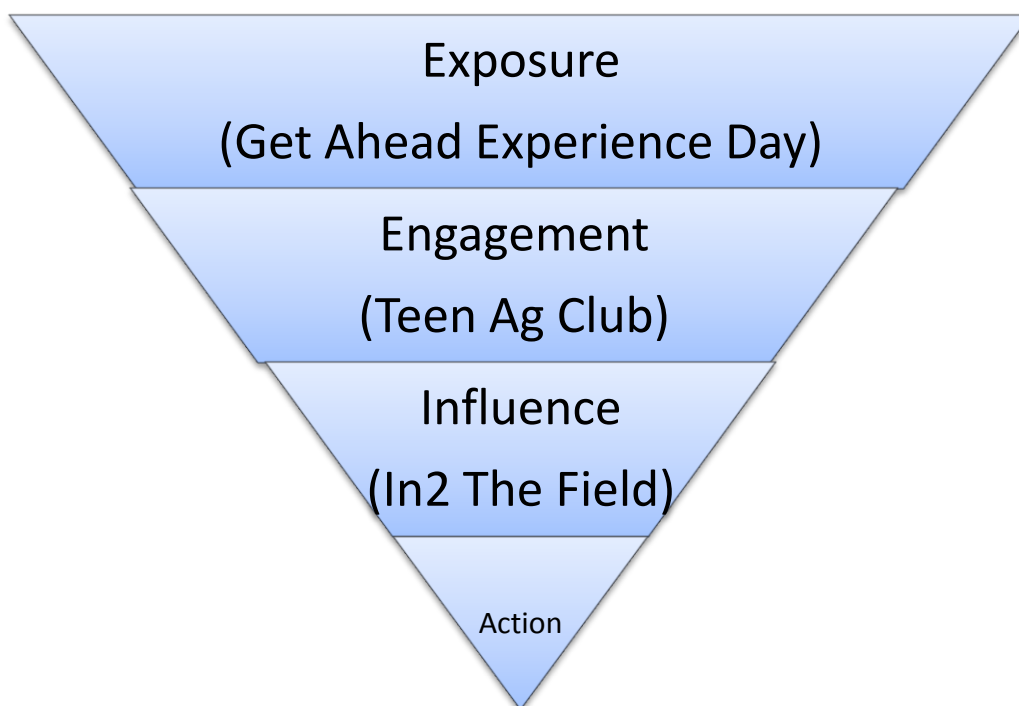 Exposure
(Get Ahead Experience Day)
Engagement
(Teen Ag Club)
Influence
(In2 The Field)
Action